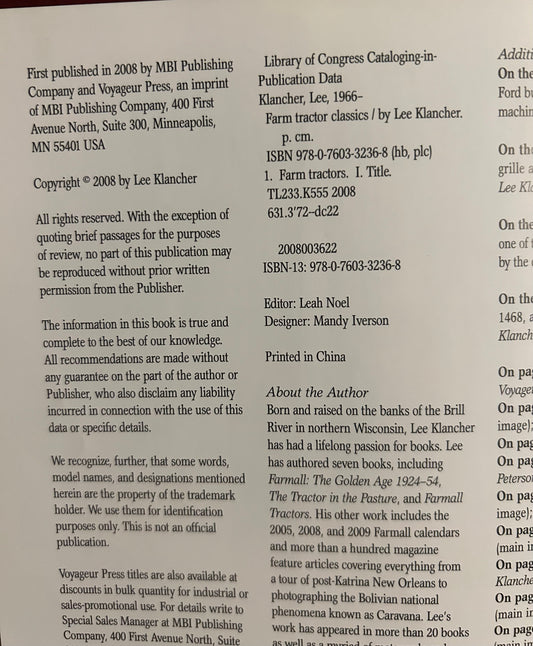 First published in 2008 by MBI Publishing
Company and Voyageur Press, an imprint
of MBI Publishing Company, 400 First
Avenue North, Suite 300, Minneapolis,
MN 55401 USA
Copyright © 2008 by Lee Klancher
All rights reserved. With the exception of
quoting brief passages for the purposes
of review, no part of this publication may
be reproduced without prior written
permission from the Publisher.
The information in this book is true and
complete to the best of our knowledge.
All recommendations are made without
any guarantee on the part of the author or
Publisher, who also disclaim any liability
incurred in connection with the use of this
data or specific details.
We recognize, further, that some words,
model names, and designations mentioned
herein are the property of the trademark
holder. We use them for identification
purposes only. This is not an official
publication.
Voyageur Press titles are also available at
discounts in bulk quantity for industrial or
sales-promotional use. For details write to
Special Sales Manager at MBI Publishing
Company, 400 First Avenue North, Suite
Library of Congress Cataloging-in-
Publication Data
Klancher, Lee, 1966–
Farm tractor classics / by Lee Klancher.
p. cm.
ISBN 978-0-7603-3236-8 (hb, plc)
1. Farm tractors. I. Title.
TL233.K555 2008
631.3'72–dc22
2008003622
ISBN-13: 978-0-7603-3236-8
Editor: Leah Noel
Designer: Mandy Iverson
Printed in China
About the Author
Born and raised on the banks of the Brill
River in northern Wisconsin, Lee Klancher
has had a lifelong passion for books. Lee
has authored seven books, including
Farmall: The Golden Age 1924–54,
The Tractor in the Pasture, and Farmall
Tractors. His other work includes the
2005, 2008, and 2009 Farmall calendars
and more than a hundred magazine
feature articles covering everything from
a tour of post-Katrina New Orleans to
photographing the Bolivian national
phenomena known as Caravana. Lee's
work has appeared in more than 20 books
as well as a myriad of
On the
Ford
machin
On the
grille
Lee Kl
On the
one of
by the
On the
1468, a
Klanch
On pag
Voyage
On pag
image);
On pag
On pag
Peterso
On pag
image);
On pag
(main i
On pag
Klanche
On pag
(main in
On pag